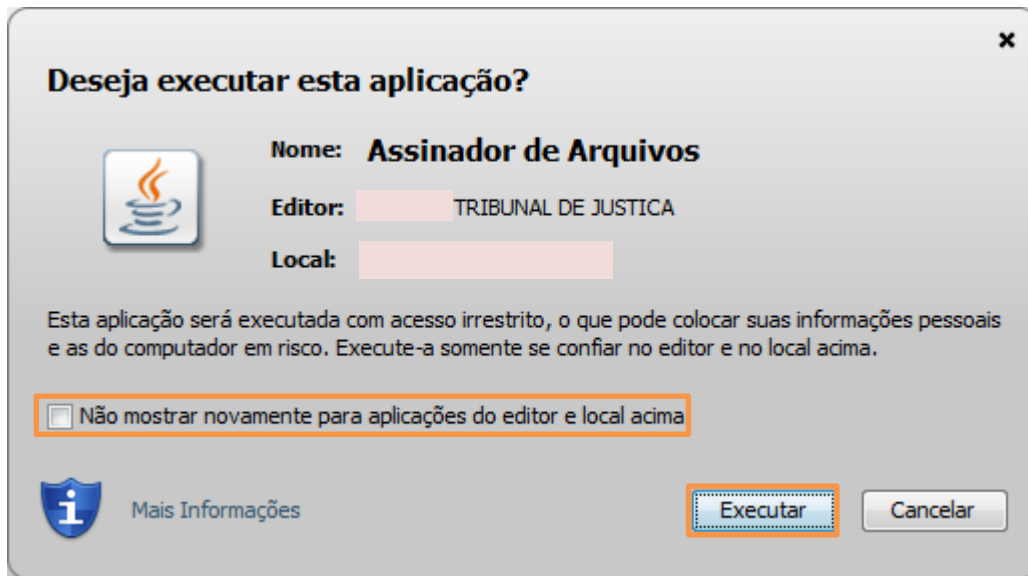 Deseja executar esta aplicação?
Nome: Assinador de Arquivos
Editor: TRIBUNAL DE JUSTICA
Local:
Esta aplicação será executada com acesso irrestrito, o que pode colocar suas informações pessoais
e as do computador em risco. Execute-a somente se confiar no editor e no local acima.
Não mostrar novamente para aplicações do editor e local acima
Mais Informações
Executar
Cancelar